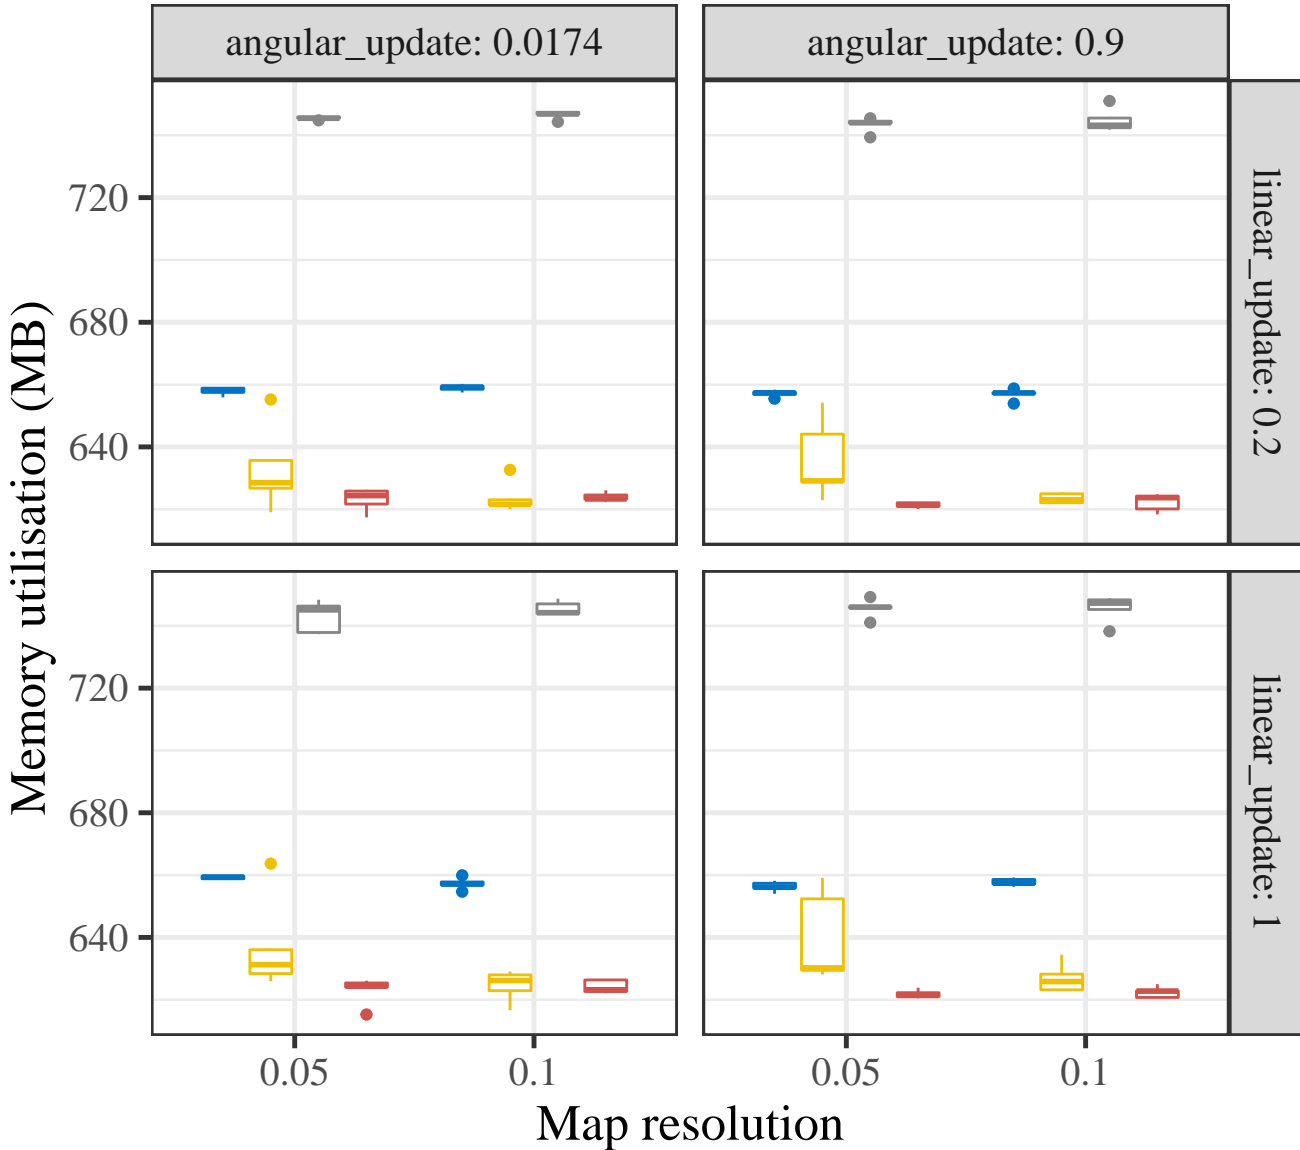 angular_update: 0.0174
angular_update: 0.9
720
680
640
linear_update: 0.2
720
680
640
linear_update: 1
Memory utilisation (MB)
0.05
0.1
0.05
0.1
Map resolution